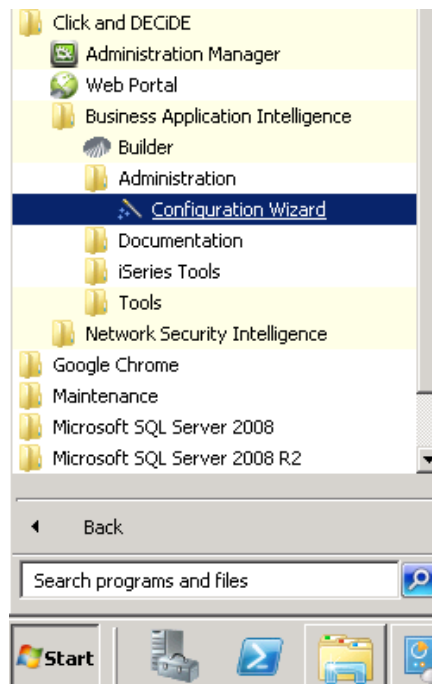 Click and DECiDE
Administration Manager
Web Portal
Business Application Intelligence
Builder
Administration
Configuration Wizard
Documentation
iSeries Tools
Tools
Network Security Intelligence
Google Chrome
Maintenance
Microsoft SQL Server 2008
Microsoft SQL Server 2008 R2
Back
Search programs and files
Start